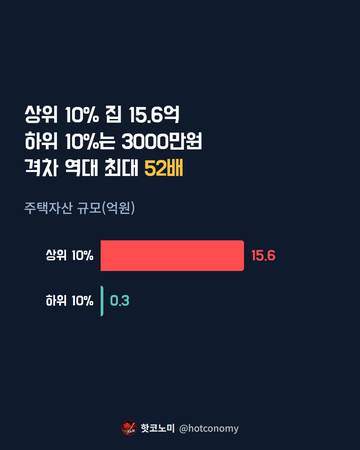 상위 10% 집 15.6억
하위 10%는 3000만원
격차 역대 최대 52배
주택자산 규모(억원)
상위 10% 15.6
하위 10% 0.3
핫코노미 @hotconomy